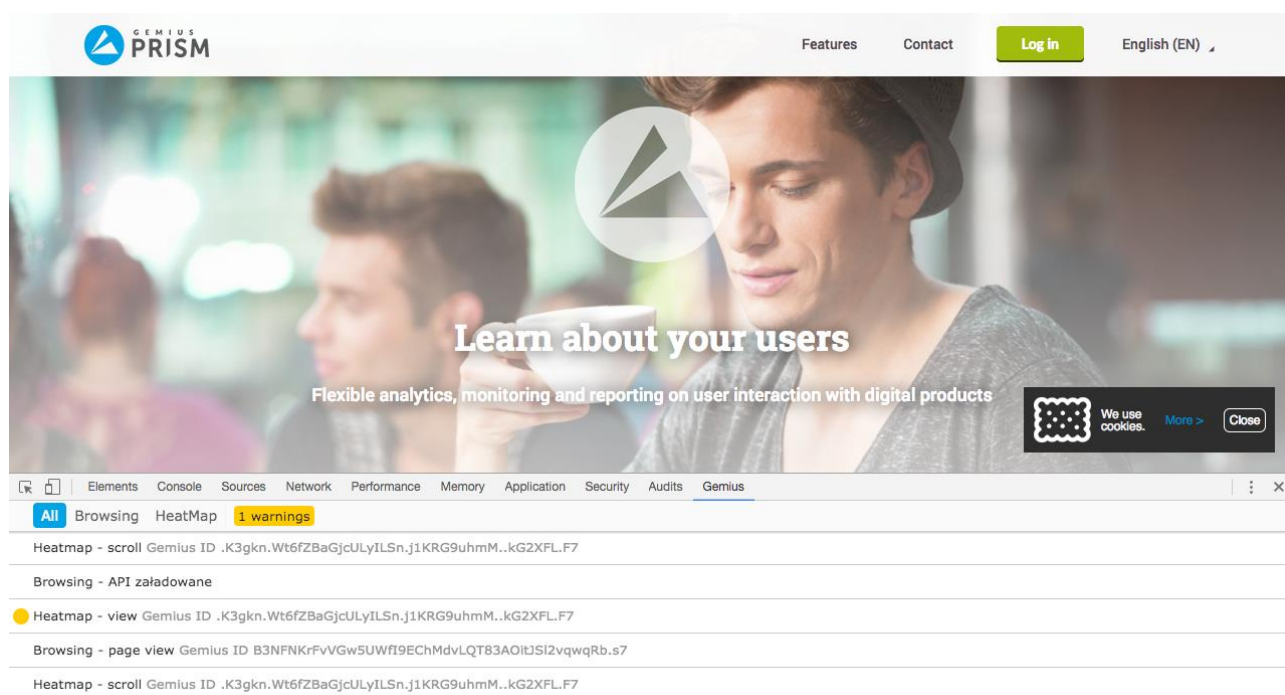 GEMIUS
PRISM
Features Contact Log in English (EN)
Learn about your users
Flexible analytics, monitoring and reporting on user interaction with digital products
We use
cookies.
More > Close
Elements Console Sources Network Performance Memory Application Security Audits Gemius
All Browsing HeatMap 1 warnings
Heatmap - scroll Gemius ID .K3gkn.Wt6fZBaGjcULyILSn.j1KRG9uhmM..kG2XFL.F7
Browsing - API załadowane
Heatmap - view Gemius ID .K3gkn.Wt6fZBaGjcULyILSn.j1KRG9uhmM..kG2XFL.F7
Browsing - page view Gemius ID B3NFNKrFvVGw5UWfI9EChMdvLQT83AOitJSl2vqwqRb.s7
Heatmap - scroll Gemius ID .K3gkn.Wt6fZBaGjcULyILSn.j1KRG9uhmM..kG2XFL.F7